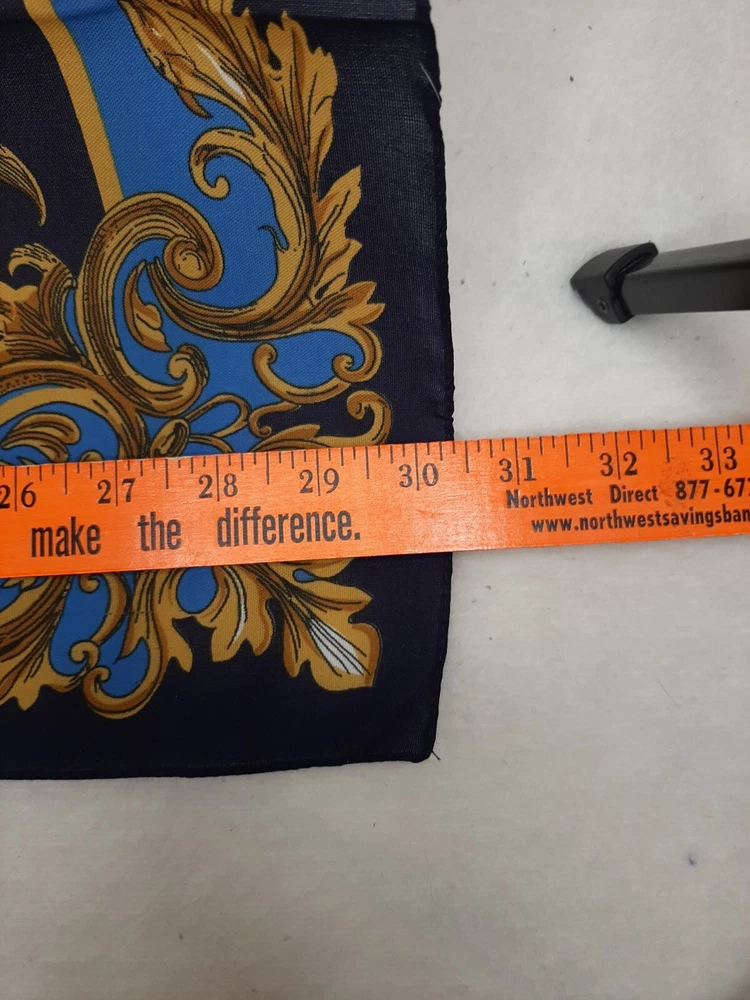 26 27 28 29 30 31 32 33
make the difference. Northwest Direct 877-67
www.northwestsavingsban